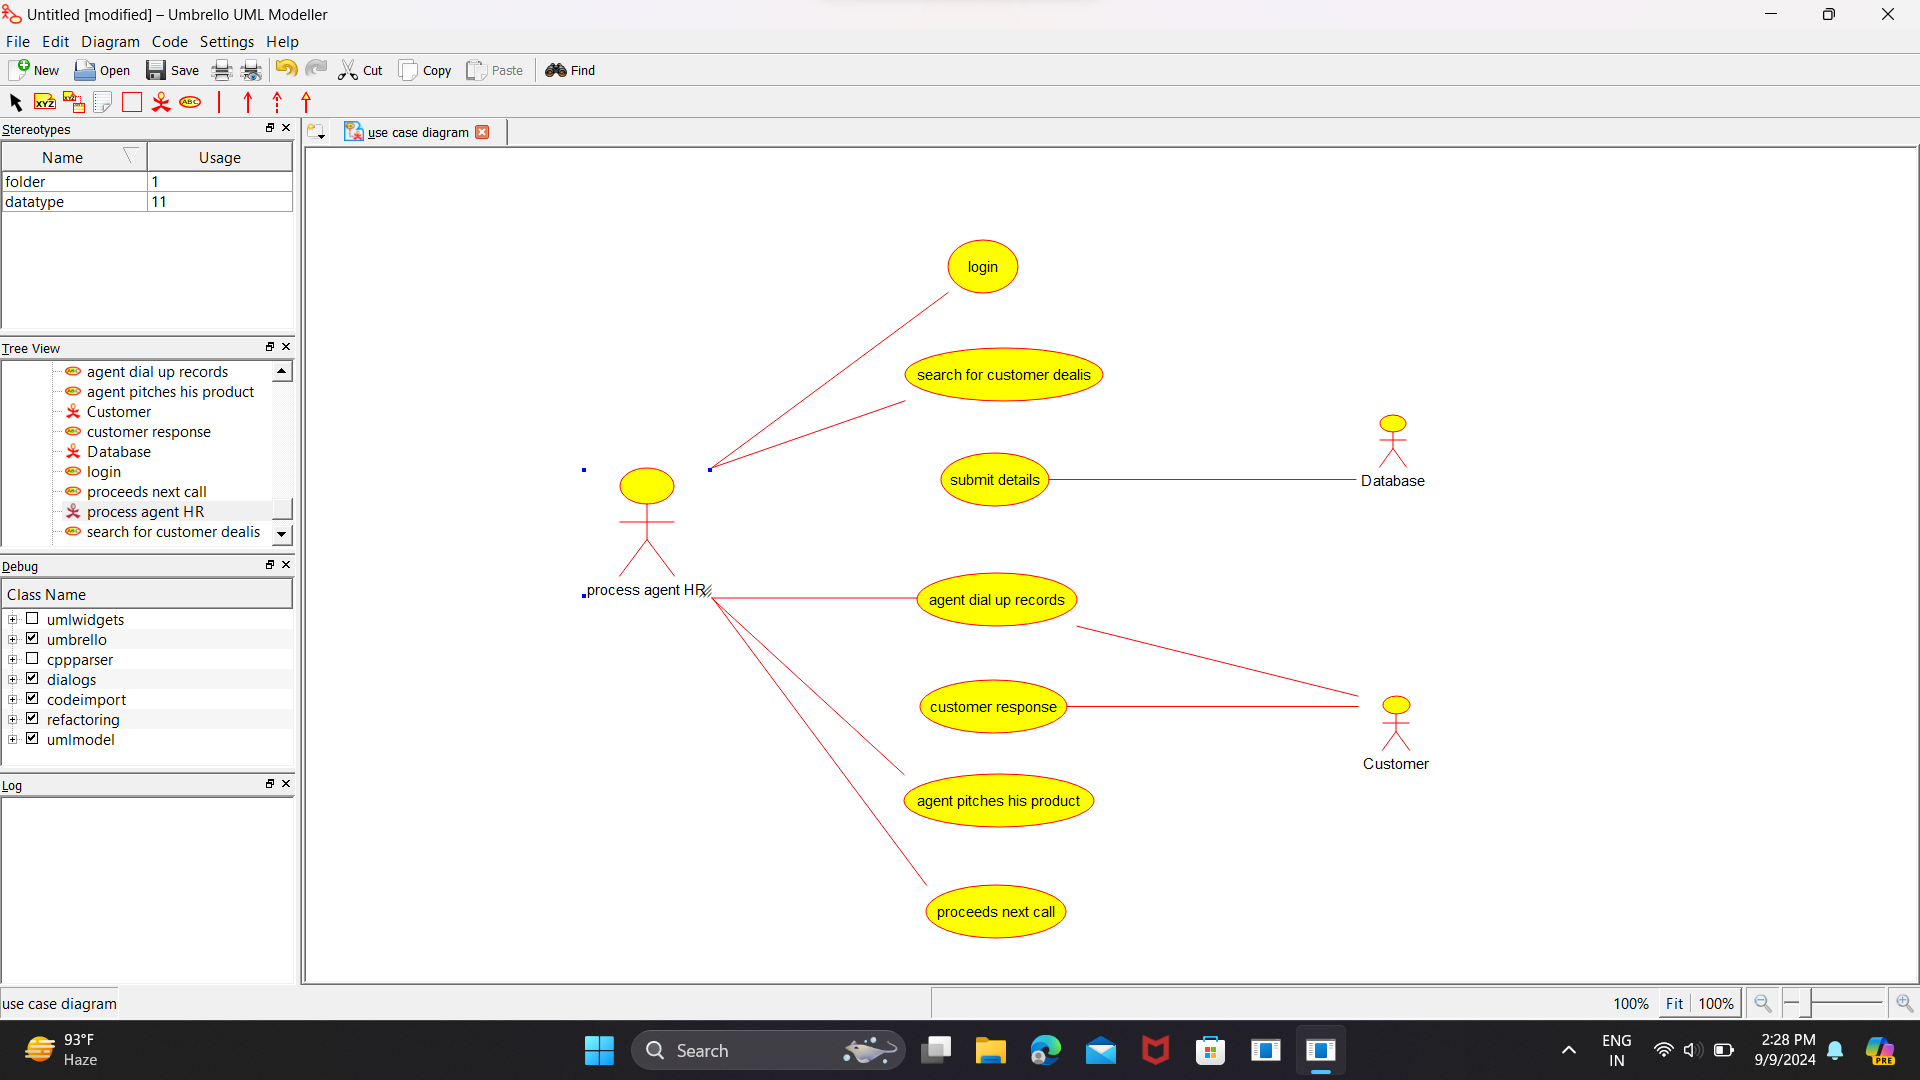 Untitled [modified] – Umbrello UML Modeller
File Edit Diagram Code Settings Help
New Open Save Cut Copy Paste Find
XYZ XYZ ABC
Stereotypes
use case diagram
Name Usage
folder 1
datatype 11
Tree View
agent dial up records
agent pitches his product
Customer
customer response
Database
login
proceeds next call
process agent HR
search for customer dealis
Debug
Class Name
umlwidgets
umbrello
cppparser
dialogs
codeimport
refactoring
umlmodel
Log
login
search for customer dealis
submit details
Database
process agent HR
agent dial up records
customer response
Customer
agent pitches his product
proceeds next call
use case diagram
100% Fit 100%
93°F
Haze
Search
ENG
IN
2:28 PM
9/9/2024
PRE